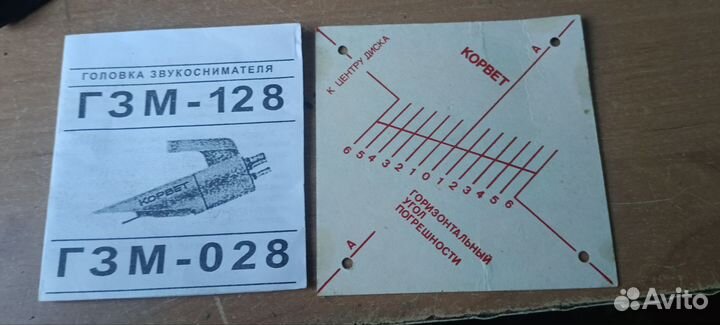 ГОЛОВКА ЗВУКОСНИМАТЕЛЯ
ГЗМ-128
КОРВЕТ
ГЗМ-028
К ЦЕНТРУ ДИСКА
КОРВЕТ
А
6 5 4 3 2 1 0 1 2 3 4 5 6
ГОРИЗОНТАЛЬНЫЙ
УГОЛ
ПОГРЕШНОСТИ
А
Avito